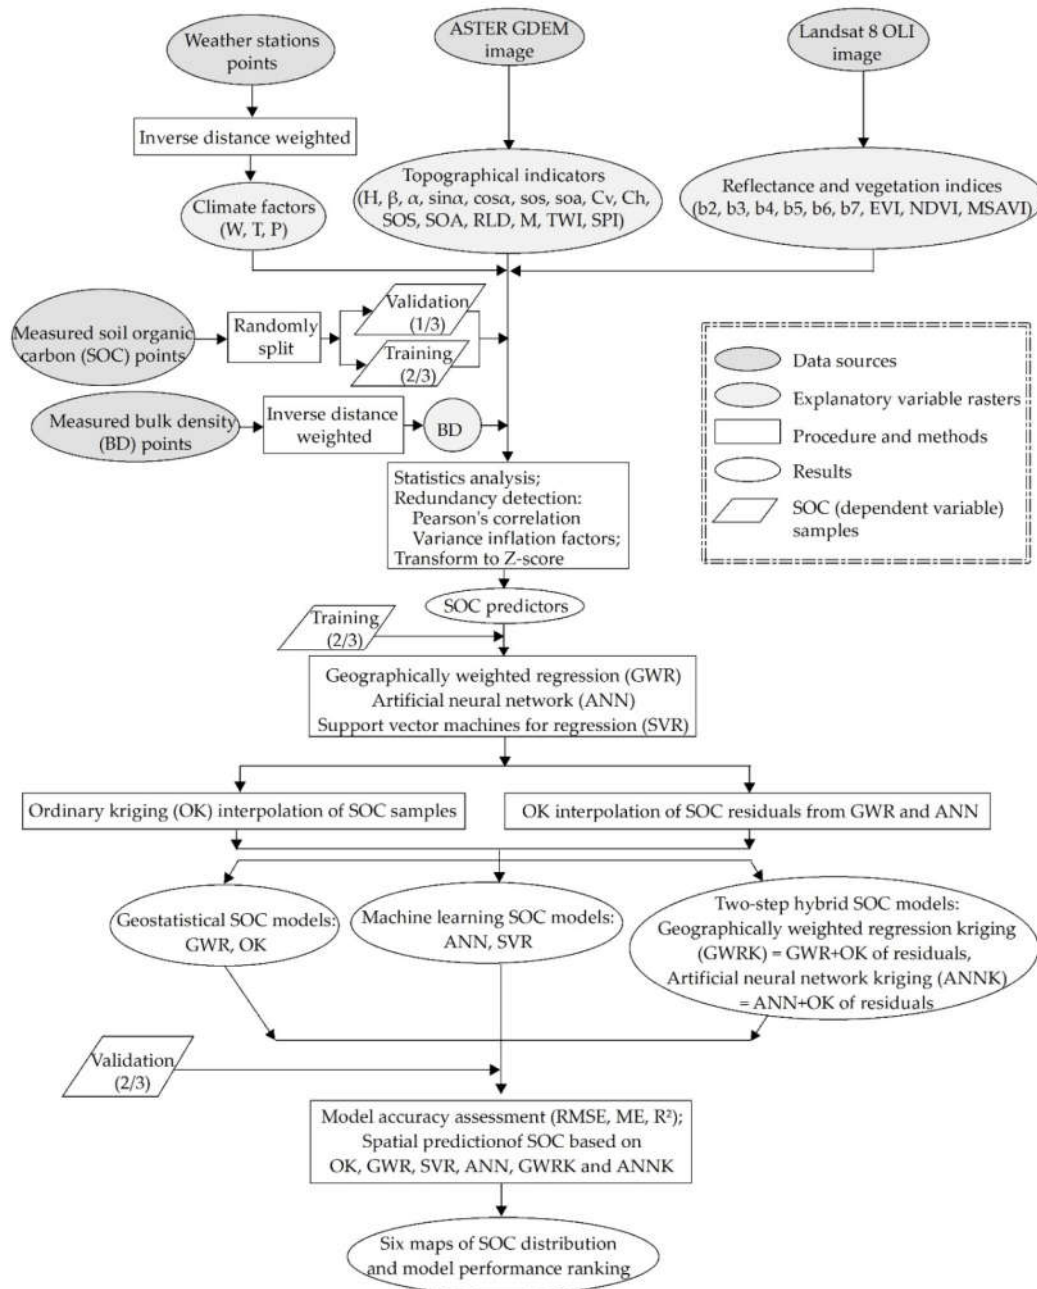 Weather stations
points
ASTER GDEM
image
Landsat 8 OLI
image
Inverse distance weighted
Climate factors
(W, T, P)
Topographical indicators
(H, β, α, sinα, cosα, sos, soa, Cv, Ch,
SOS, SOA, RLD, M, TWI, SPI)
Reflectance and vegetation indices
(b2, b3, b4, b5, b6, b7, EVI, NDVI, MSAVI)
Measured soil organic
carbon (SOC) points
Randomly
split
Validation
(1/3)
Training
(2/3)
Measured bulk density
(BD) points
Inverse distance
weighted
BD
Data sources
Explanatory variable rasters
Procedure and methods
Results
SOC (dependent variable)
samples
Statistics analysis;
Redundancy detection:
Pearson's correlation
Variance inflation factors;
Transform to Z-score
SOC predictors
Training
(2/3)
Geographically weighted regression (GWR)
Artificial neural network (ANN)
Support vector machines for regression (SVR)
Ordinary kriging (OK) interpolation of SOC samples
OK interpolation of SOC residuals from GWR and ANN
Geostatistical SOC models:
GWR, OK
Machine learning SOC models:
ANN, SVR
Two-step hybrid SOC models:
Geographically weighted regression kriging
(GWRK) = GWR+OK of residuals,
Artificial neural network kriging (ANNK)
= ANN+OK of residuals
Validation
(2/3)
Model accuracy assessment (RMSE, ME, R²);
Spatial predictionof SOC based on
OK, GWR, SVR, ANN, GWRK and ANNK
Six maps of SOC distribution
and model performance ranking